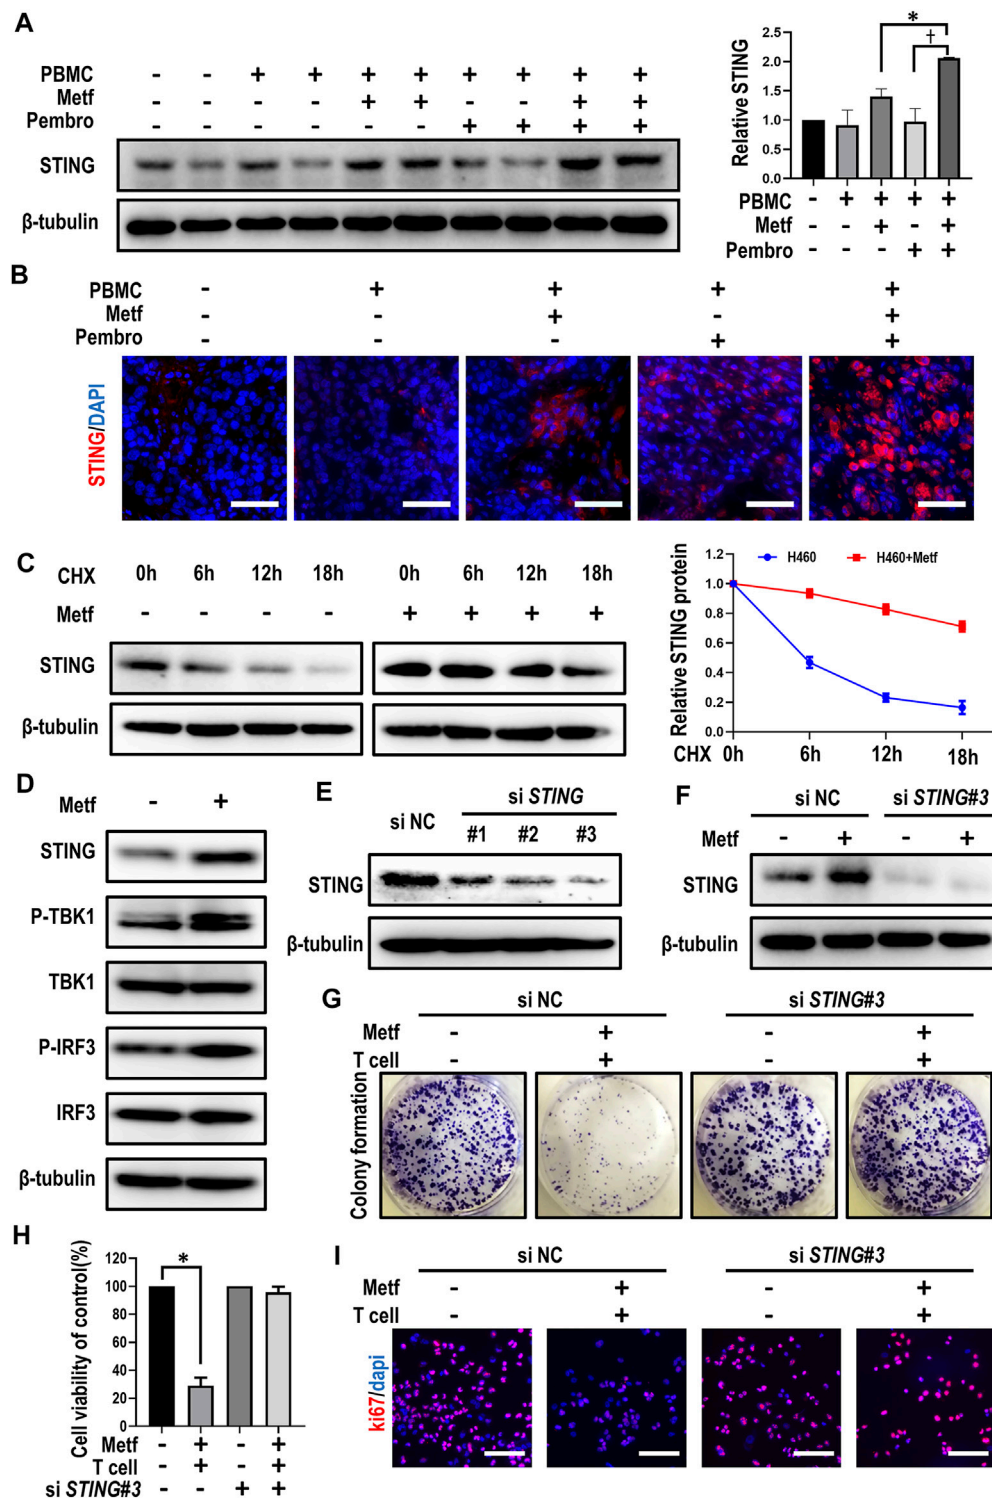 A
PBMC - - + + + + + + + +
Metf - - - - + + - - + +
Pembro - - - - - - + + + +
STING
β-tubulin
Relative STING
2.5
2.0
1.5
1.0
0.5
0.0
*
†
PBMC - + + + +
Metf - - + - +
Pembro - - - + +
B
PBMC - + + + +
Metf - - + - +
Pembro - - - + +
STING/DAPI
C
CHX 0h 6h 12h 18h 0h 6h 12h 18h
Metf - - - - + + + +
STING
β-tubulin
Relative STING protein
1.2
1.0
0.8
0.6
0.4
0.2
0.0
H460 H460+Metf
CHX 0h 6h 12h 18h
D
Metf - +
STING
P-TBK1
TBK1
P-IRF3
IRF3
β-tubulin
E
si STING
si NC #1 #2 #3
STING
β-tubulin
F
si NC si STING#3
Metf - + - +
STING
β-tubulin
G
si NC si STING#3
Metf - + - +
T cell - + - +
Colony formation
H
Cell viability of control(%)
120
100
80
60
40
20
0
*
Metf - + - +
T cell - + - +
si STING#3 - - + +
I
si NC si STING#3
Metf - + - +
T cell - + - +
ki67/dapi